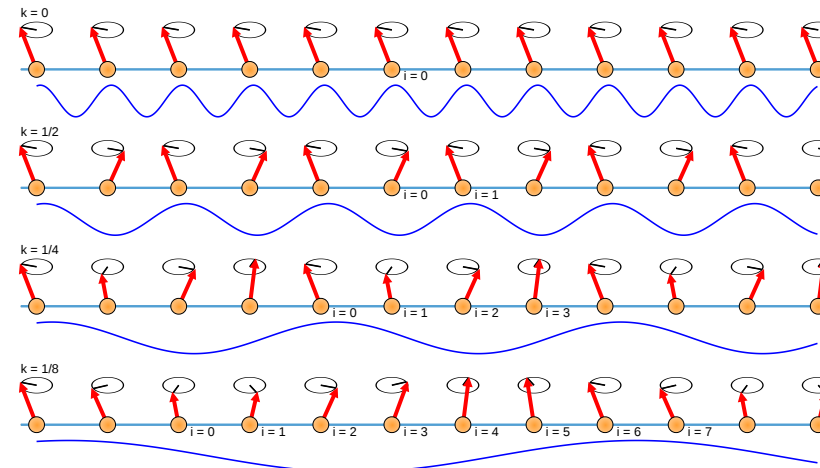 k = 0
i = 0
k = 1/2
i = 0 i = 1
k = 1/4
i = 0 i = 1 i = 2 i = 3
k = 1/8
i = 0 i = 1 i = 2 i = 3 i = 4 i = 5 i = 6 i = 7